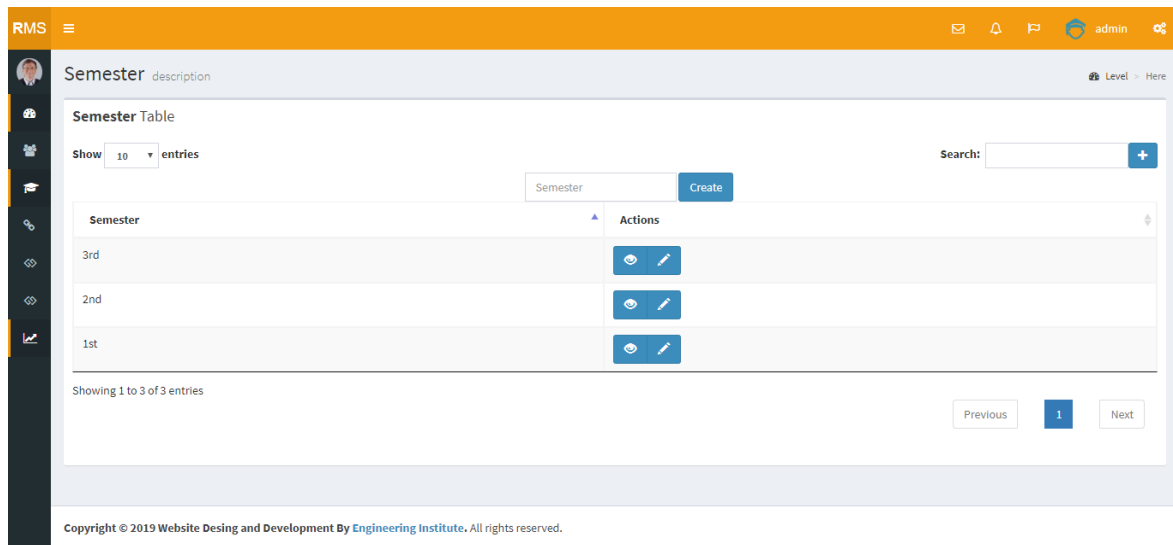 RMS admin
Semester description Level > Here
Semester Table
Show 10 entries Search:
Semester Create
Semester Actions
3rd
2nd
1st
Showing 1 to 3 of 3 entries
Previous 1 Next
Copyright © 2019 Website Desing and Development By Engineering Institute. All rights reserved.